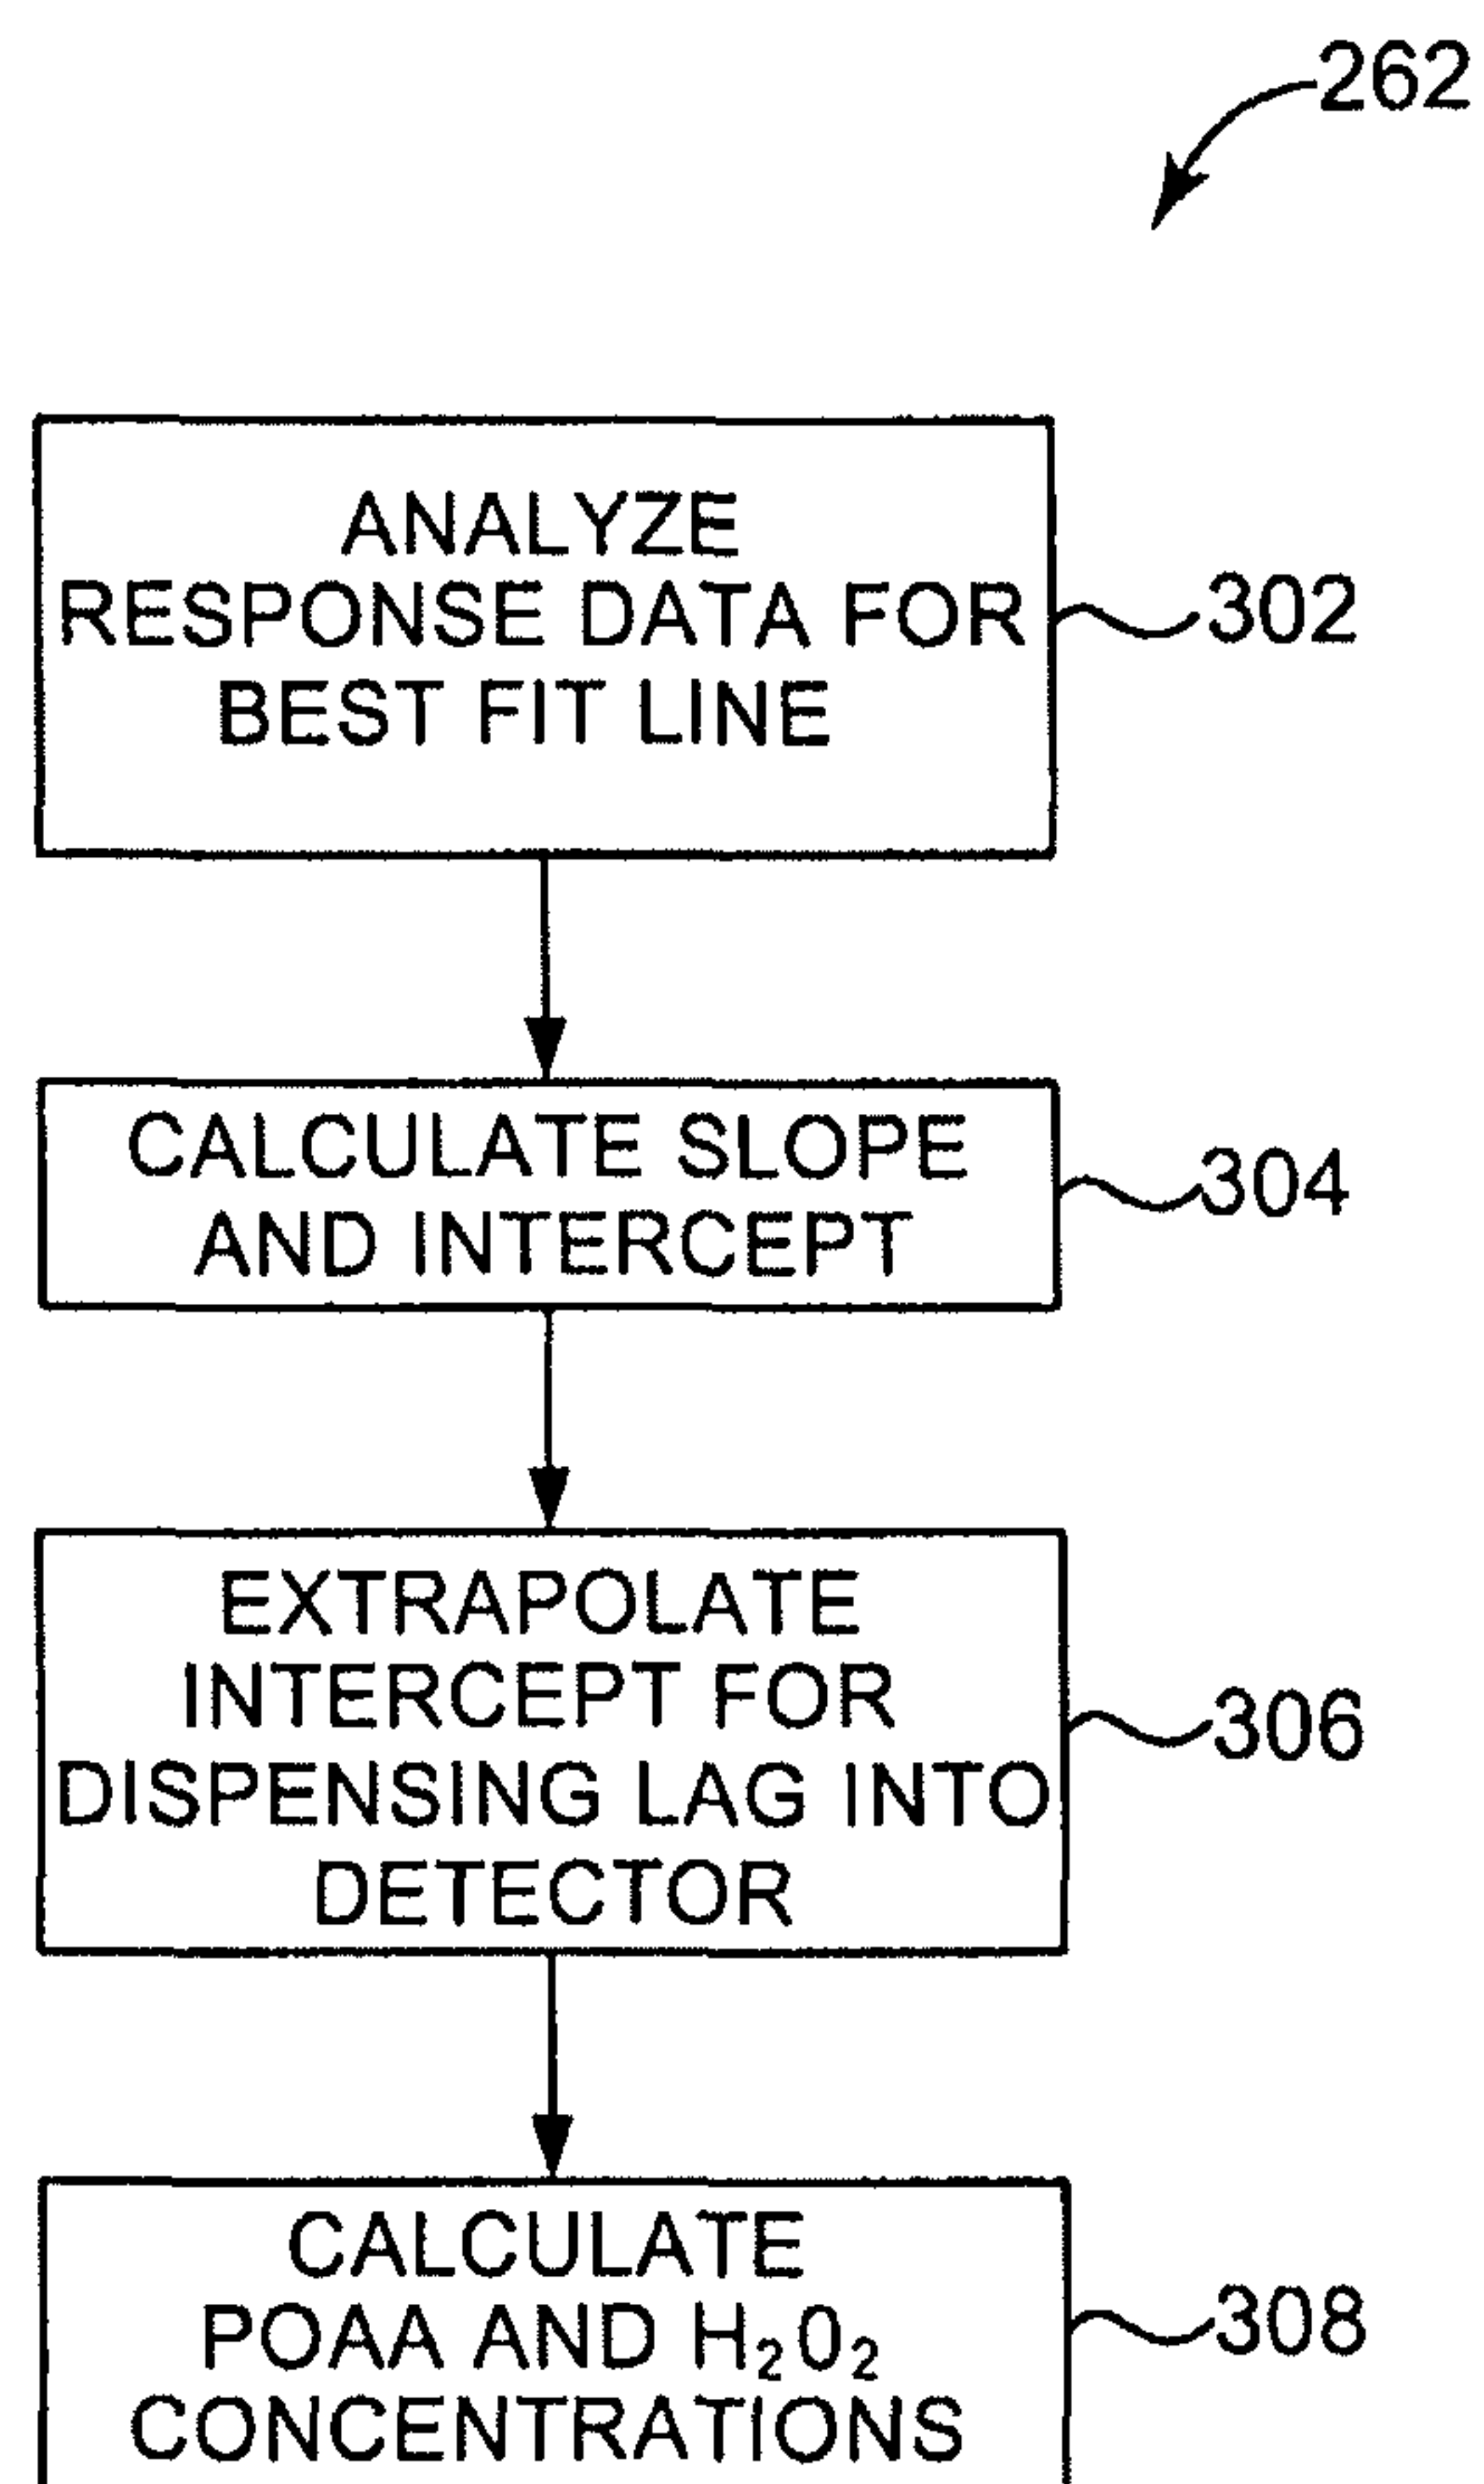 262
ANALYZE
RESPONSE DATA FOR
BEST FIT LINE
302
CALCULATE SLOPE
AND INTERCEPT
304
EXTRAPOLATE
INTERCEPT FOR
DISPENSING LAG INTO
DETECTOR
306
CALCULATE
POAA AND H₂0₂
CONCENTRATIONS
308